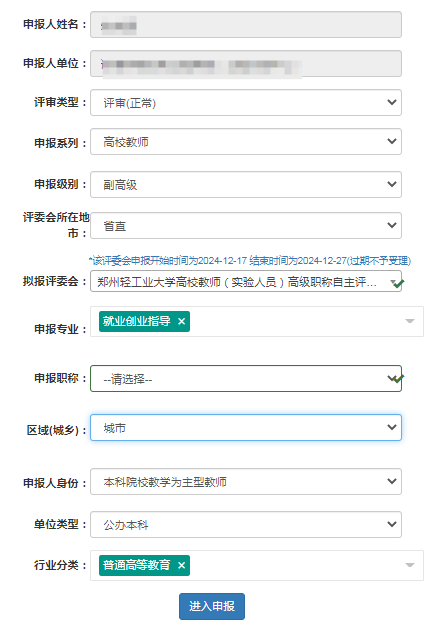 申报人姓名：
申报人单位：
评审类型： 评审(正常)
申报系列： 高校教师
申报级别： 副高级
评委会所在地市： 省直
*该评委会申报开始时间为2024-12-17 结束时间为2024-12-27(过期不予受理)
拟报评委会： 郑州轻工业大学高校教师（实验人员）高级职称自主评...
申报专业： 就业创业指导 ×
申报职称： --请选择--
区域(城乡)： 城市
申报人身份： 本科院校教学为主型教师
单位类型： 公办本科
行业分类： 普通高等教育 ×
进入申报